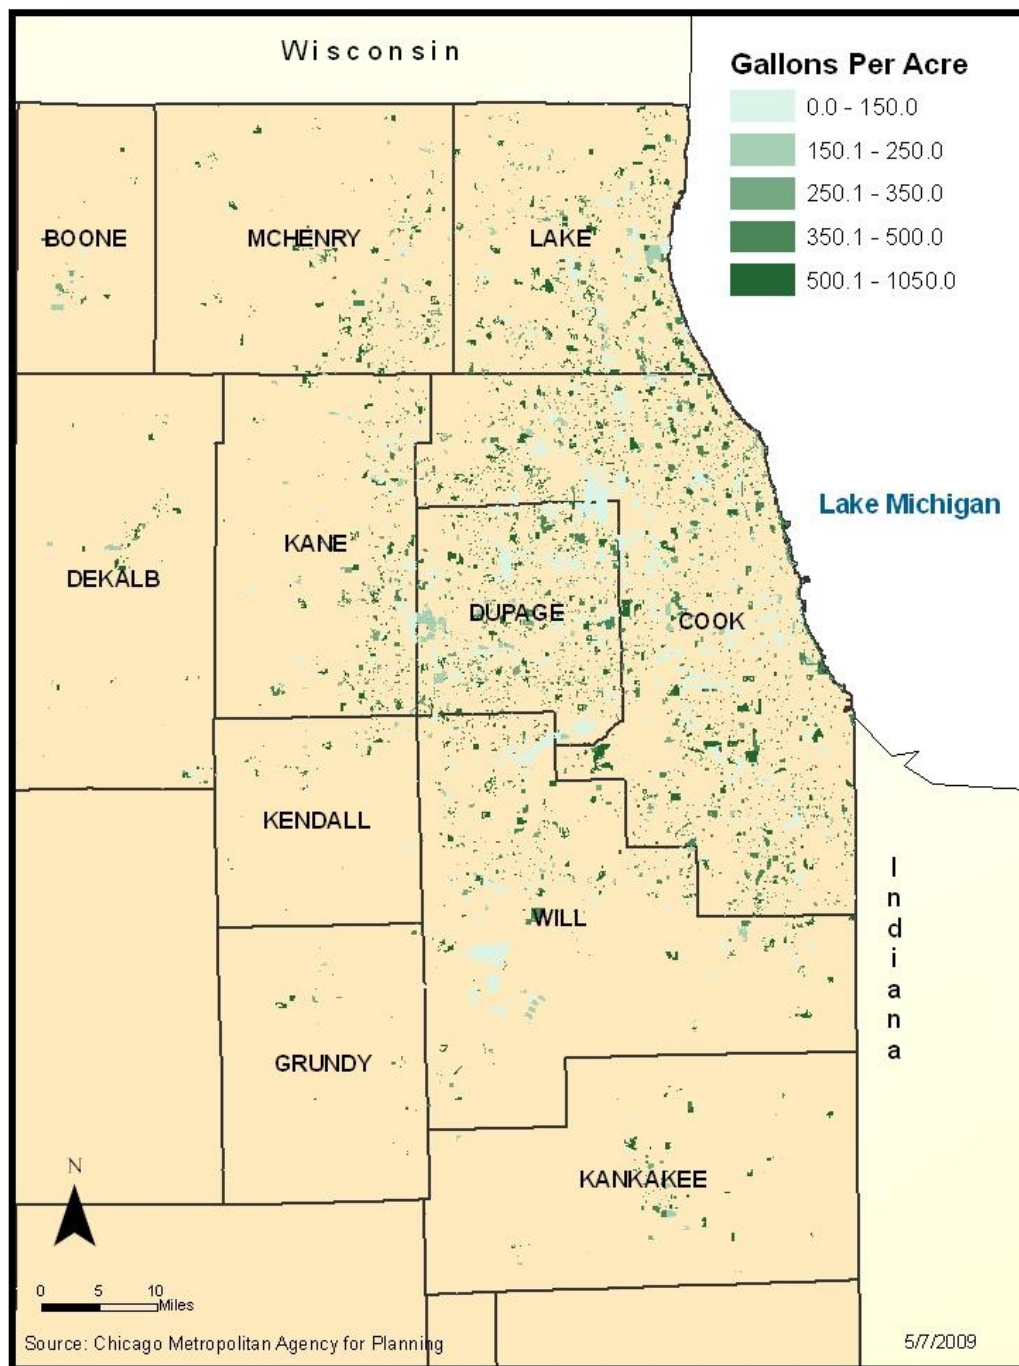 Wisconsin
Gallons Per Acre
0.0 - 150.0
150.1 - 250.0
250.1 - 350.0
350.1 - 500.0
500.1 - 1050.0
BOONE
MCHENRY
LAKE
Lake Michigan
KANE
DEKALB
DUPAGE
COOK
KENDALL
WILL
Indiana
GRUNDY
N
KANKAKEE
0 5 10
Miles
Source: Chicago Metropolitan Agency for Planning
5/7/2009